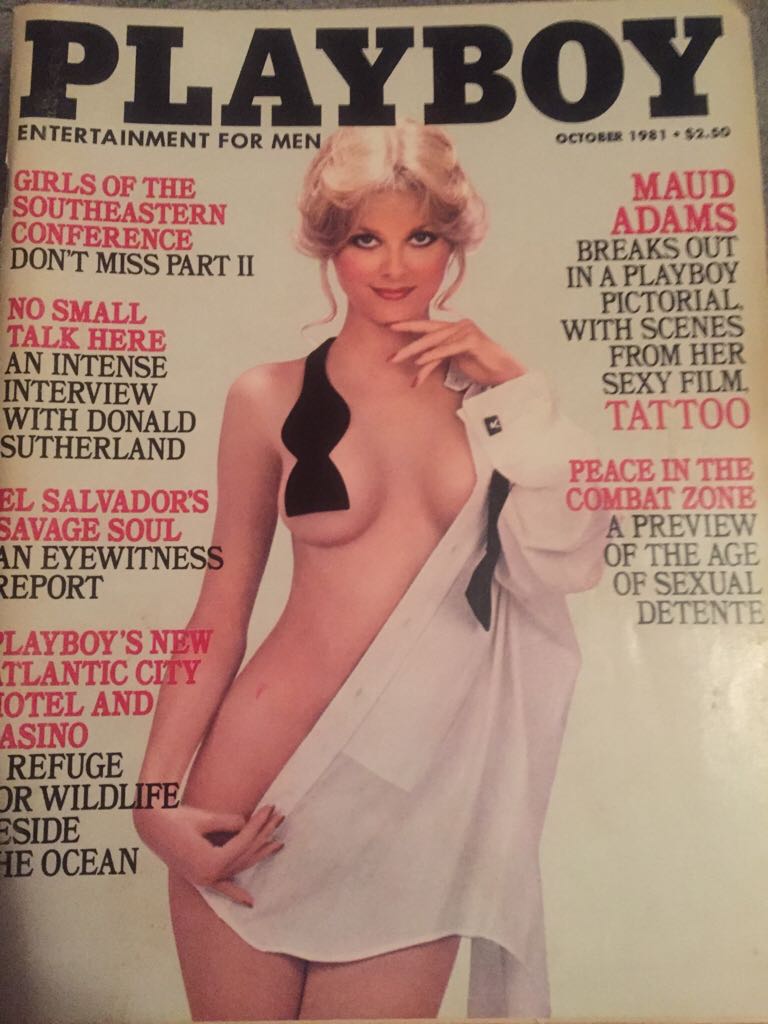 PLAYBOY
ENTERTAINMENT FOR MEN
OCTOBER 1981 • $2.50
GIRLS OF THE
SOUTHEASTERN
CONFERENCE
DON'T MISS PART II
NO SMALL
TALK HERE
AN INTENSE
INTERVIEW
WITH DONALD
SUTHERLAND
EL SALVADOR'S
SAVAGE SOUL
AN EYEWITNESS
REPORT
PLAYBOY'S NEW
ATLANTIC CITY
HOTEL AND
CASINO
REFUGE
OR WILDLIFE
ESIDE
HE OCEAN
MAUD
ADAMS
BREAKS OUT
IN A PLAYBOY
PICTORIAL,
WITH SCENES
FROM HER
SEXY FILM,
TATTOO
PEACE IN THE
COMBAT ZONE
A PREVIEW
OF THE AGE
OF SEXUAL
DETENTE